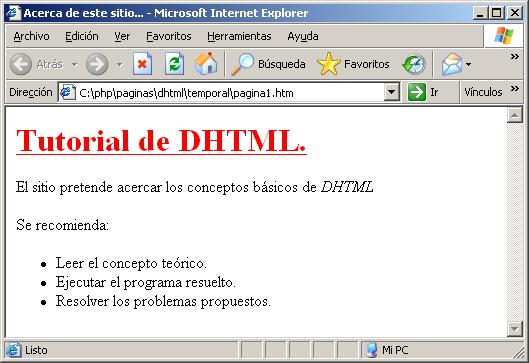 Acerca de este sitio... - Microsoft Internet Explorer
Archivo Edición Ver Favoritos Herramientas Ayuda
Atrás Búsqueda Favoritos »
Dirección C:\php\paginas\dhtml\temporal\pagina1.htm Ir Vínculos »
Tutorial de DHTML.
El sitio pretende acercar los conceptos básicos de DHTML
Se recomienda:
• Leer el concepto teórico.
• Ejecutar el programa resuelto.
• Resolver los problemas propuestos.
Listo Mi PC